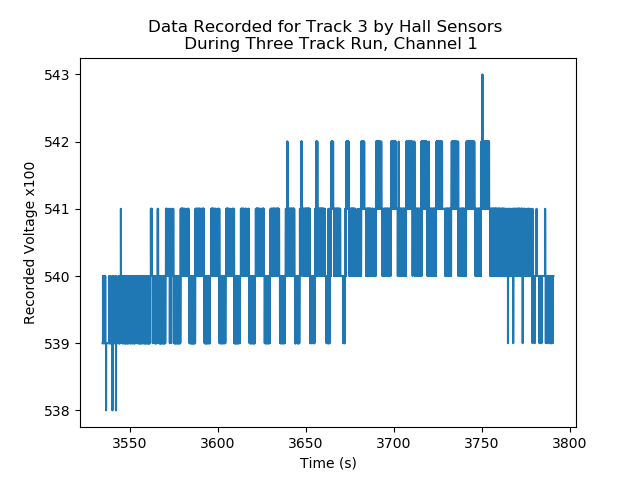 Data Recorded for Track 3 by Hall Sensors
During Three Track Run, Channel 1
543
542
541
540
539
538
Recorded Voltage x100
3550 3600 3650 3700 3750 3800
Time (s)